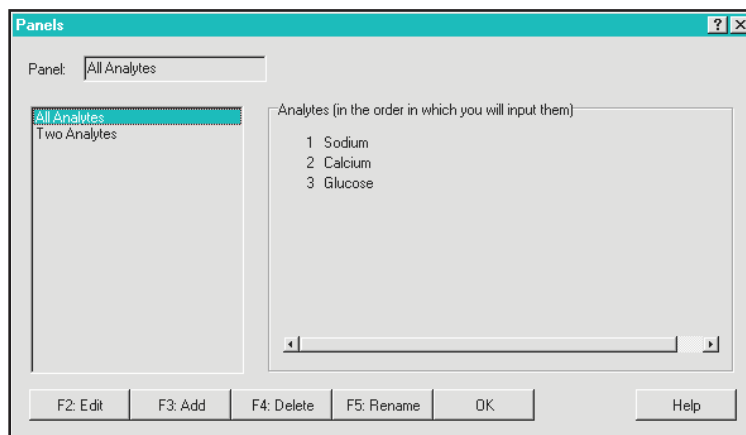 Panels
Panel: All Analytes
All Analytes
Two Analytes
Analytes (in the order in which you will input them)
1 Sodium
2 Calcium
3 Glucose
F2: Edit F3: Add F4: Delete F5: Rename OK Help